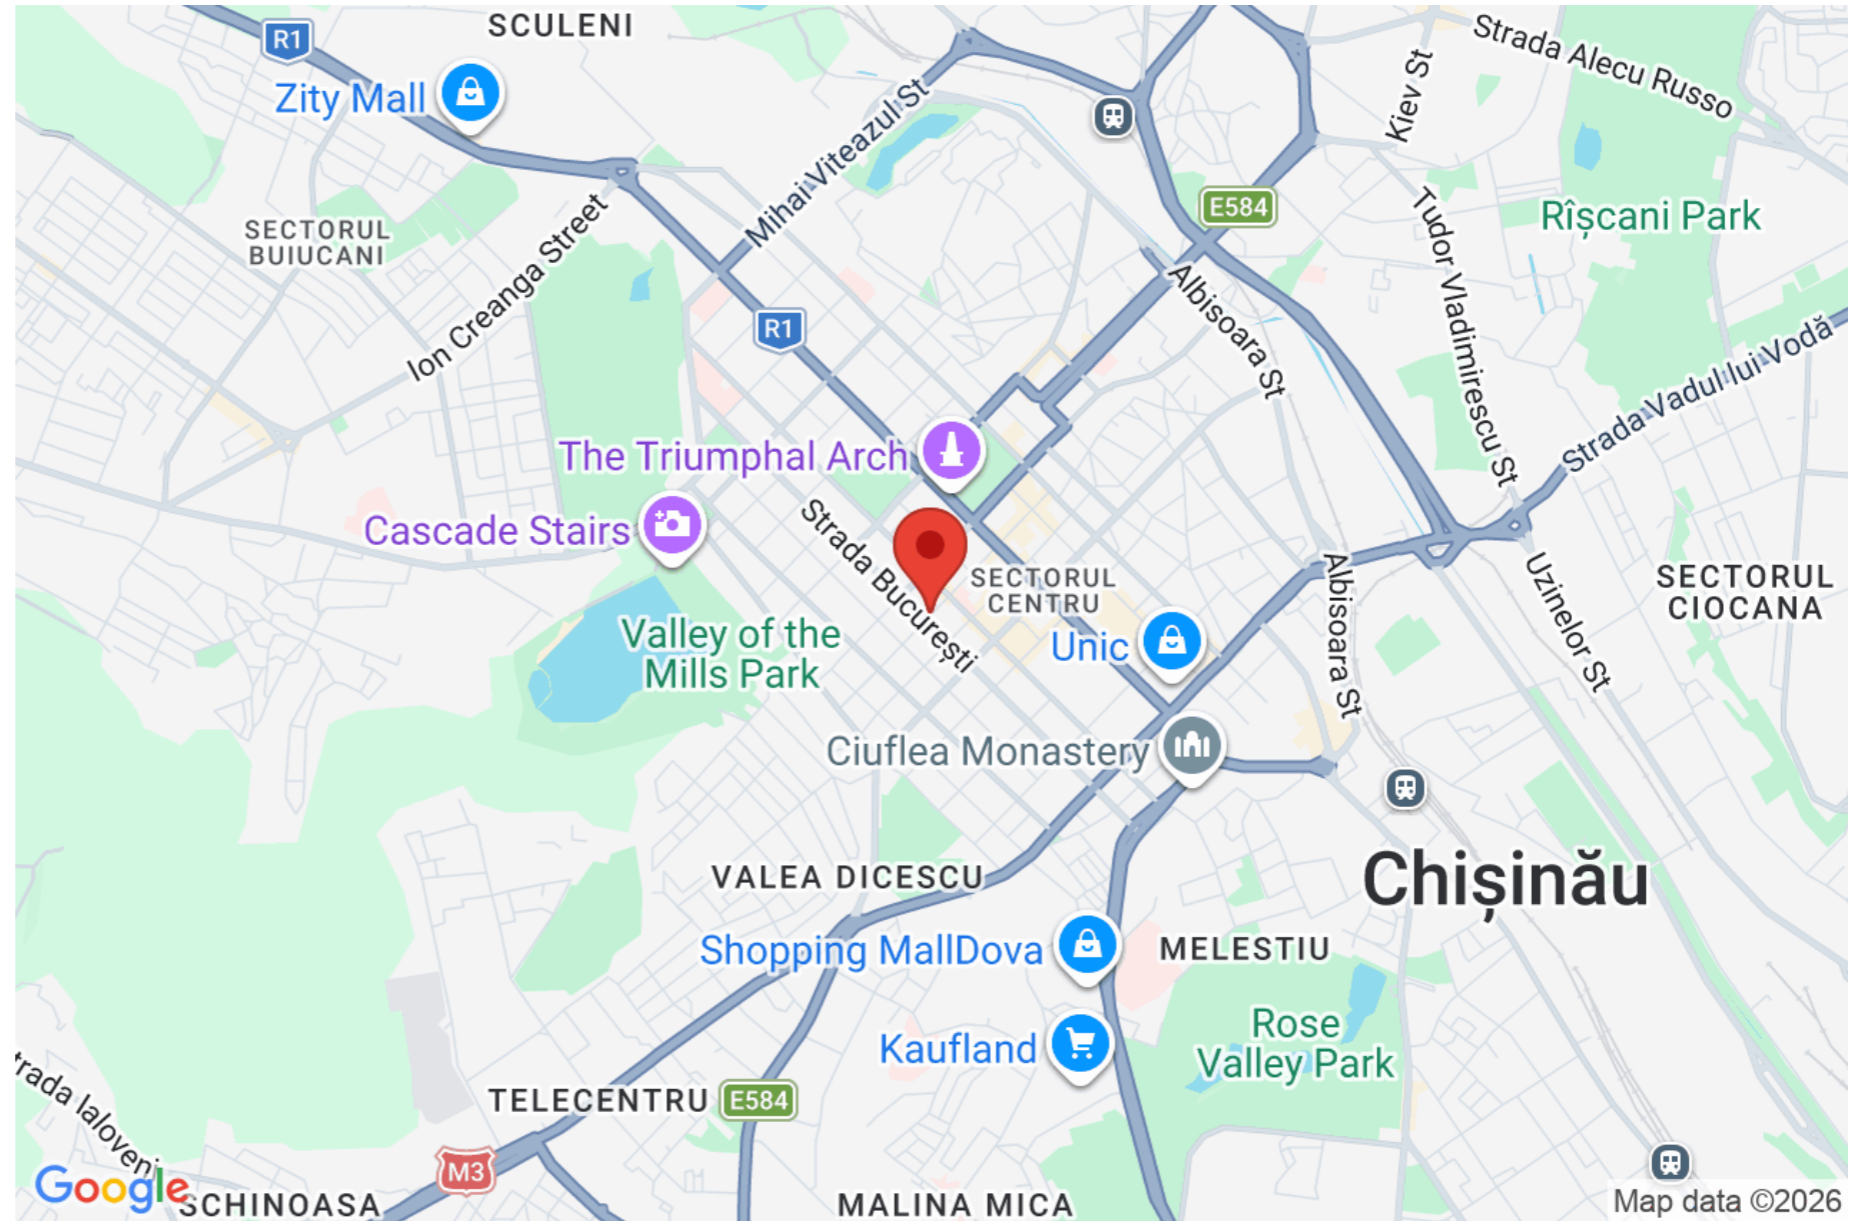 SCULENI
R1
Zity Mall
Strada Alecu Russo
Kiev St
Mihai Viteazul St
E584
Rîșcani Park
SECTORUL
BUIUCANI
Ion Creanga Street
Tudor Vladimirescu St
Albisoara St
R1
Strada Vadul lui Vodă
The Triumphal Arch
Cascade Stairs
Strada București
SECTORUL
CENTRU
Albisoara St
Uzinelor St
SECTORUL
CIOCANA
Valley of the
Mills Park
Unic
Ciuflea Monastery
VALEA DICESCU
Chișinău
Shopping MallDova
MELESTIU
Rose
Valley Park
Kaufland
TELECENTRU
E584
trada Ialoveni
M3
Google
SCHINOASA
MALINA MICA
Map data ©2026